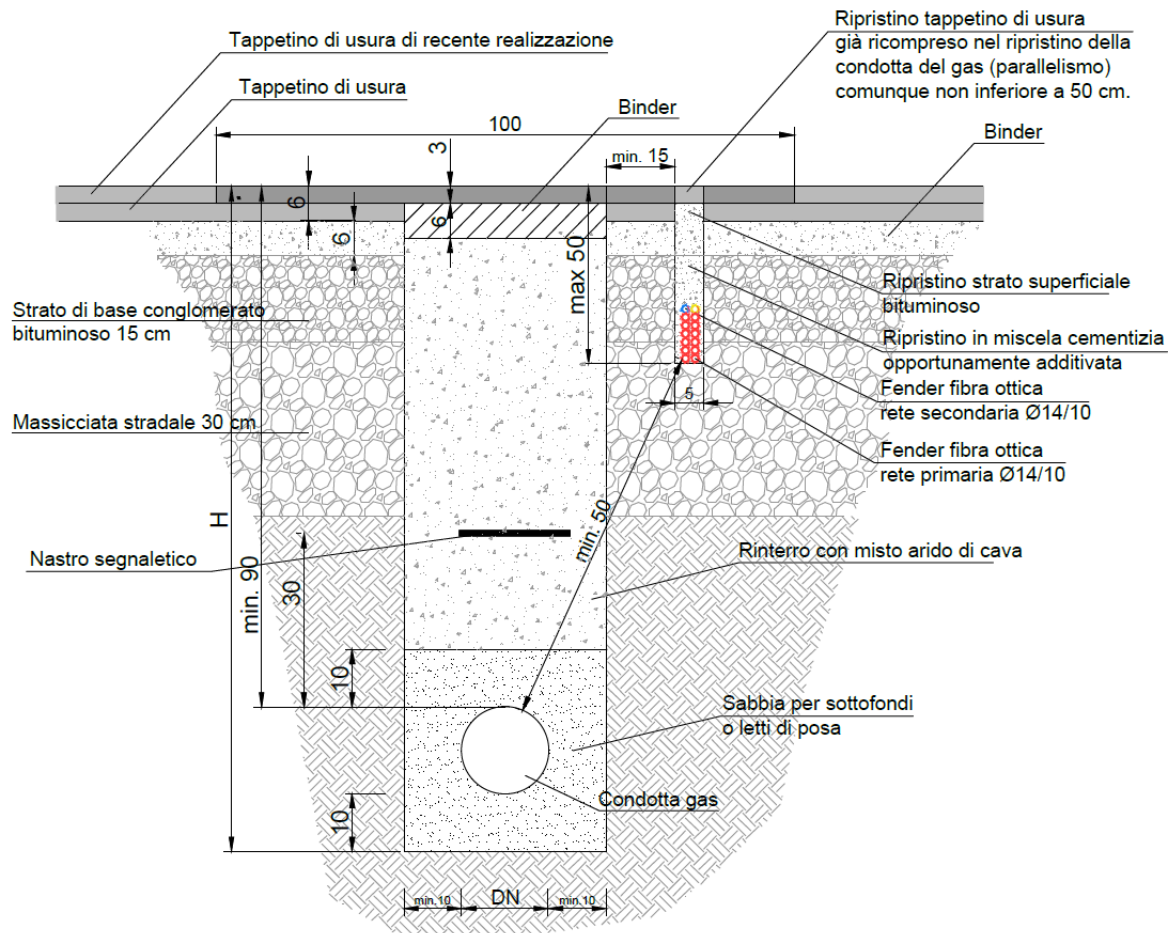 Tappetino di usura di recente realizzazione
Tappetino di usura
Ripristino tappetino di usura
già ricompreso nel ripristino della
condotta del gas (parallelismo)
comunque non inferiore a 50 cm.
Binder
Binder
100
3
min. 15
6
6
6
max 50
Strato di base conglomerato
bituminoso 15 cm
Ripristino strato superficiale
bituminoso
Ripristino in miscela cementizia
opportunamente additivata
5
Fender fibra ottica
rete secondaria Ø14/10
Massicciata stradale 30 cm
Fender fibra ottica
rete primaria Ø14/10
H
min. 90
min. 50
Nastro segnaletico
30
Rinterro con misto arido di cava
10
Sabbia per sottofondi
o letti di posa
Condotta gas
10
min.10
DN
min.10